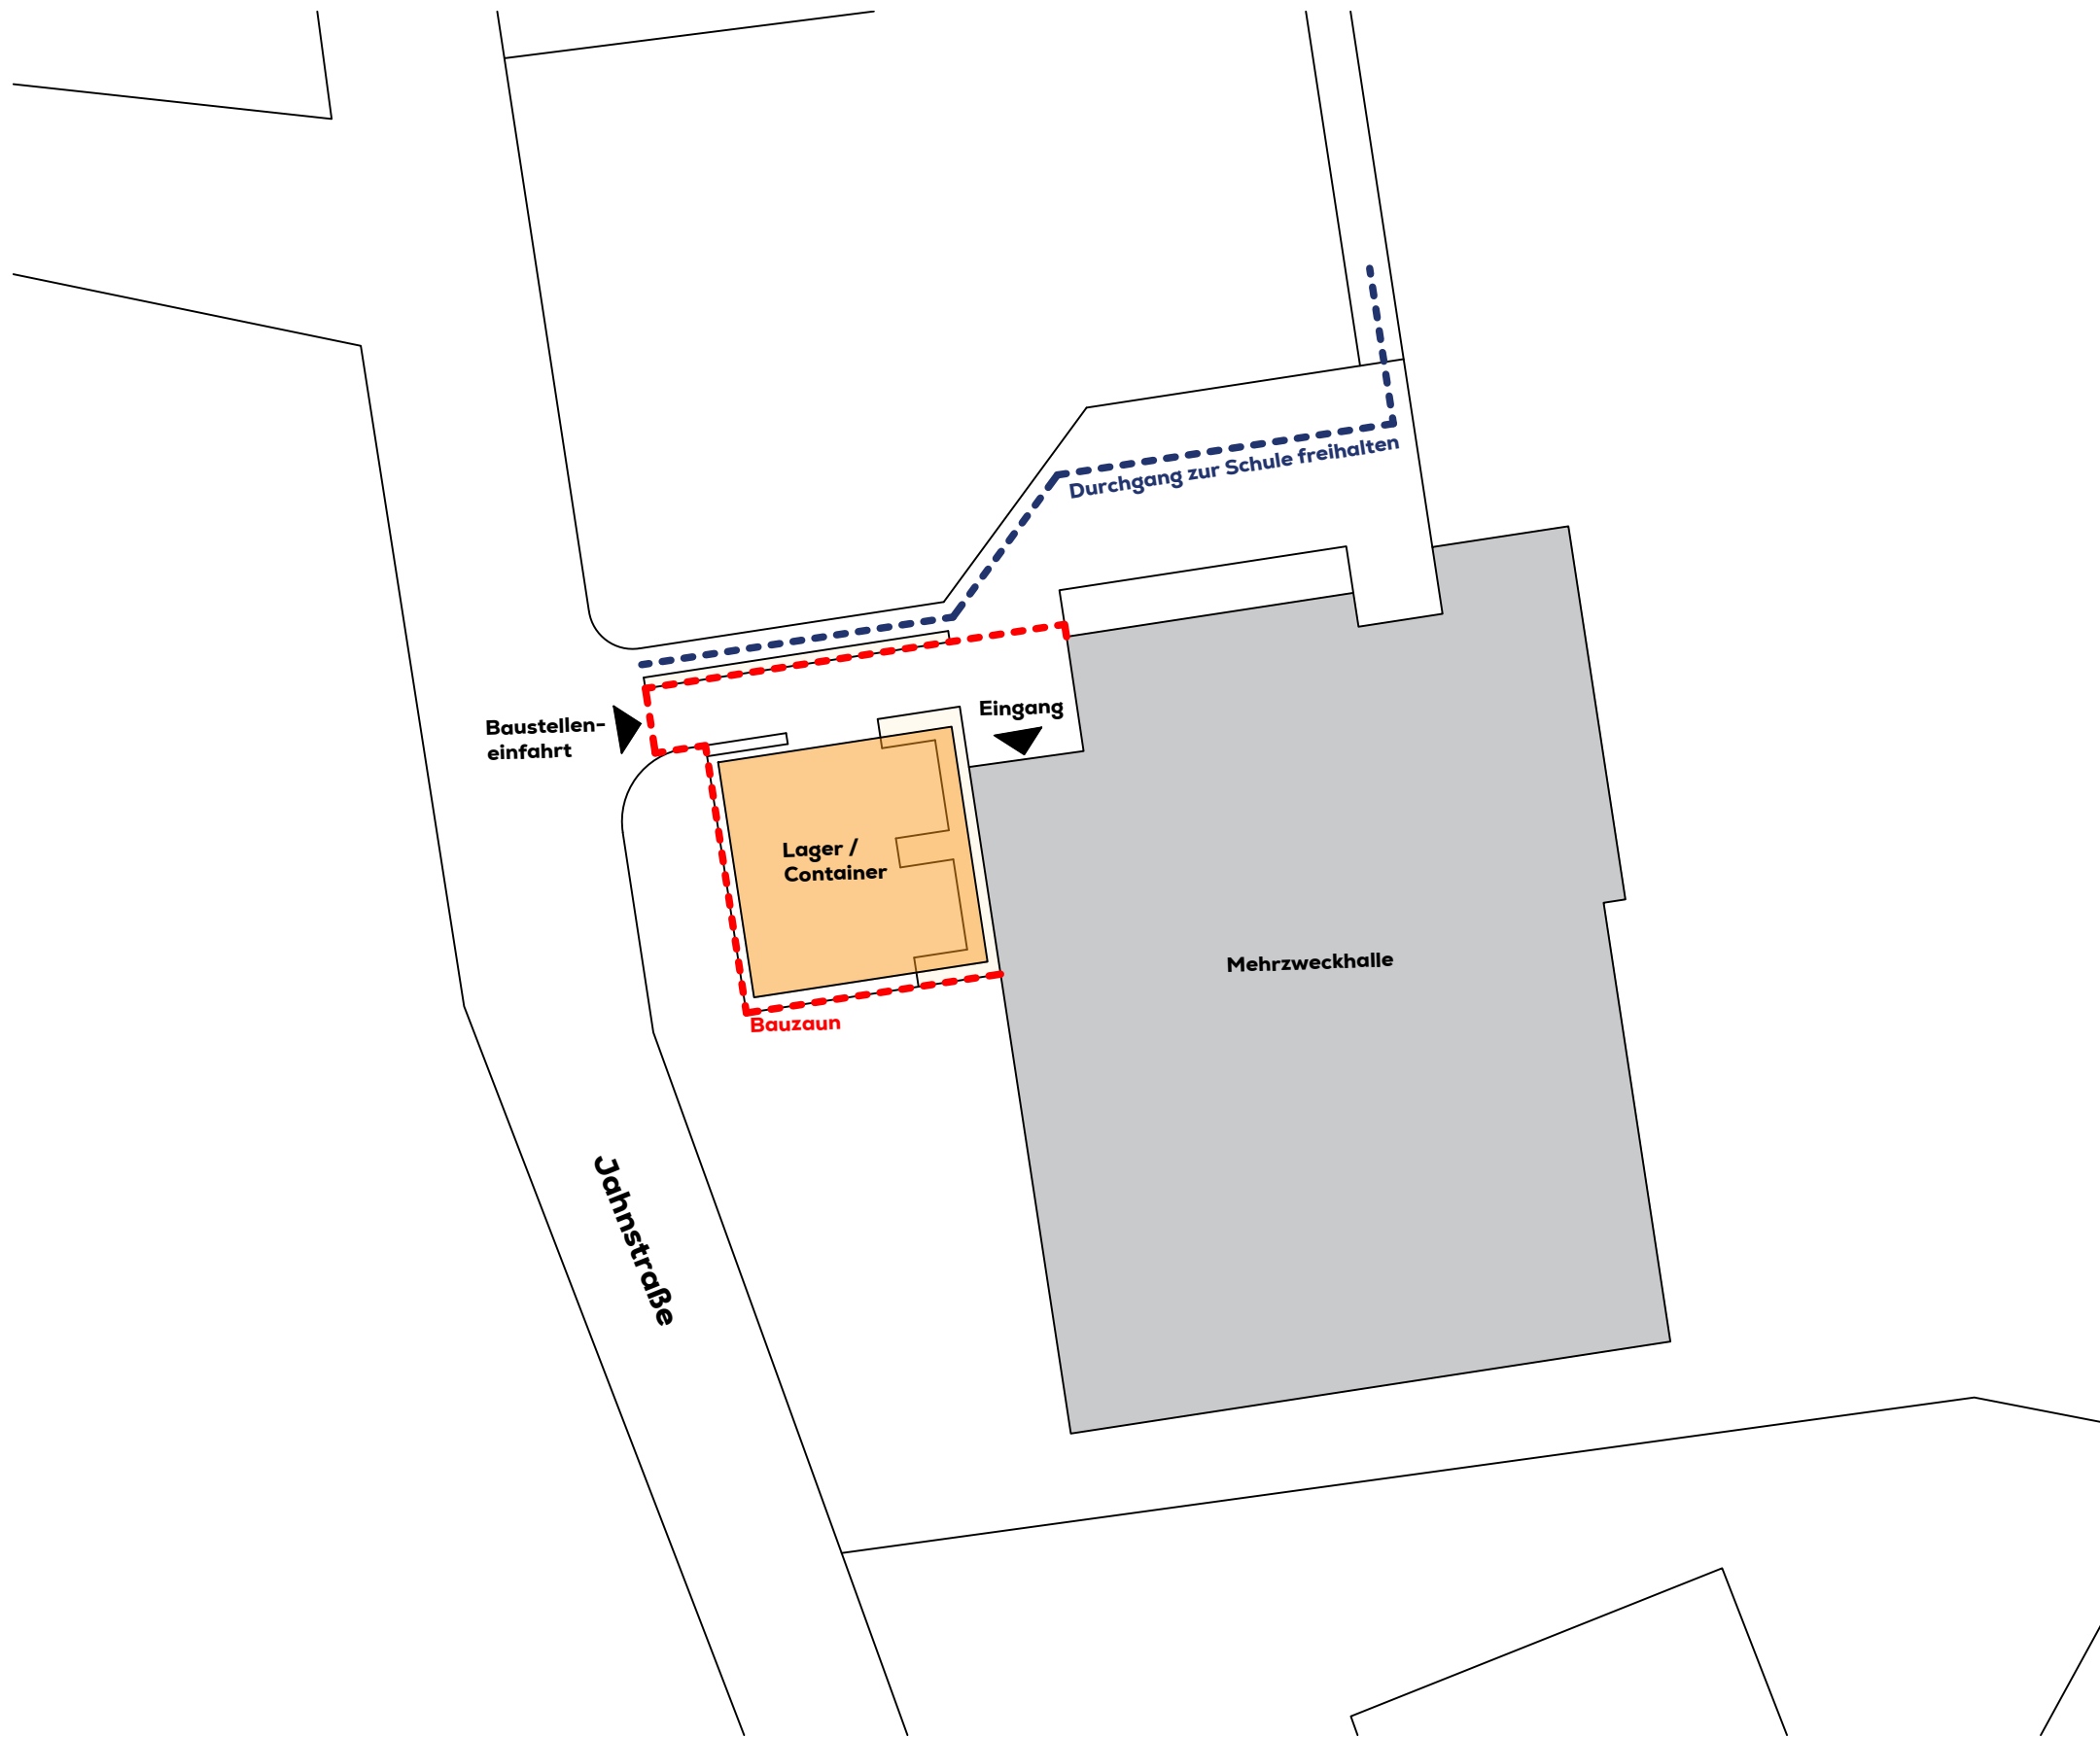 Durchgang zur Schule freihalten
Eingang
Baustellen-
einfahrt
Lager /
Container
Mehrzweckhalle
Bauzaun
Jahnstraße